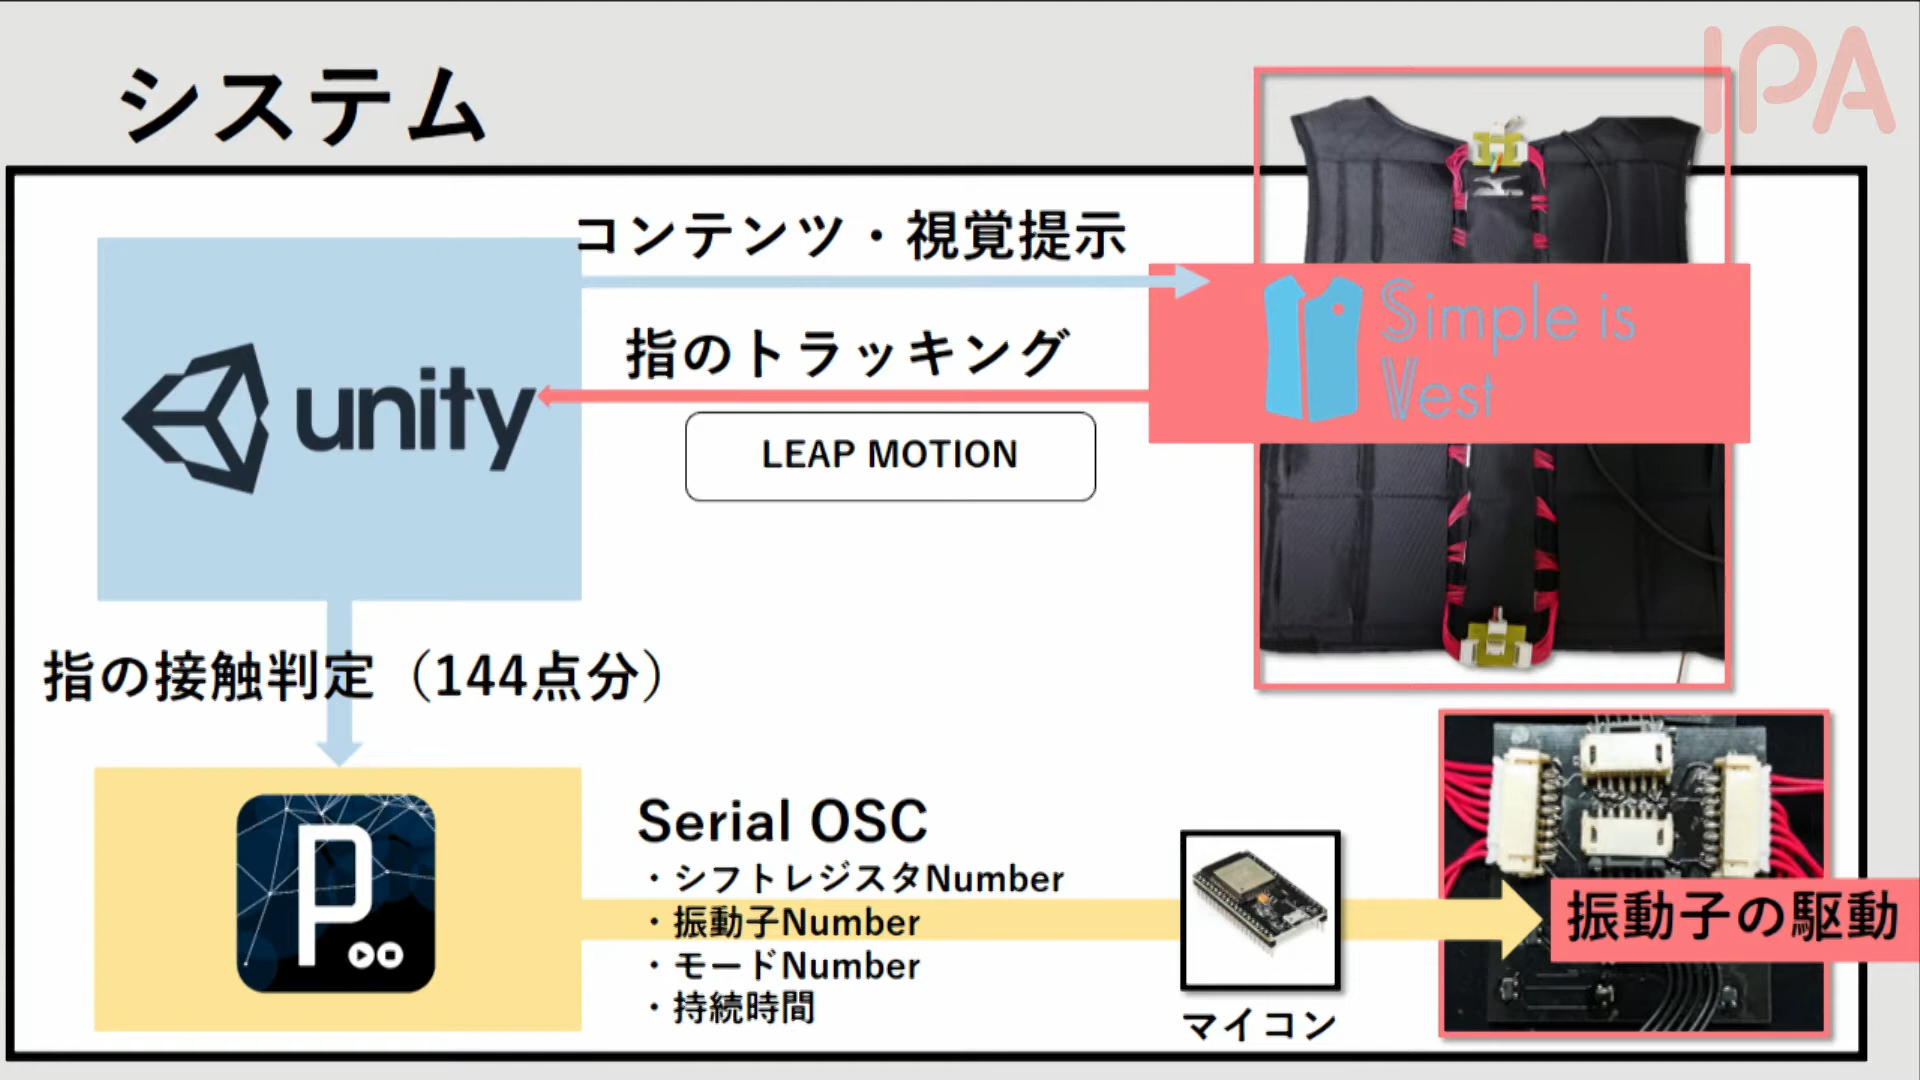 IPA
システム
コンテンツ・視覚提示
指のトラッキング
LEAP MOTION
unity
Simple is
Vest
指の接触判定（144点分）
P
Serial OSC
・シフトレジスタNumber
・振動子Number
・モードNumber
・持続時間
マイコン
振動子の駆動